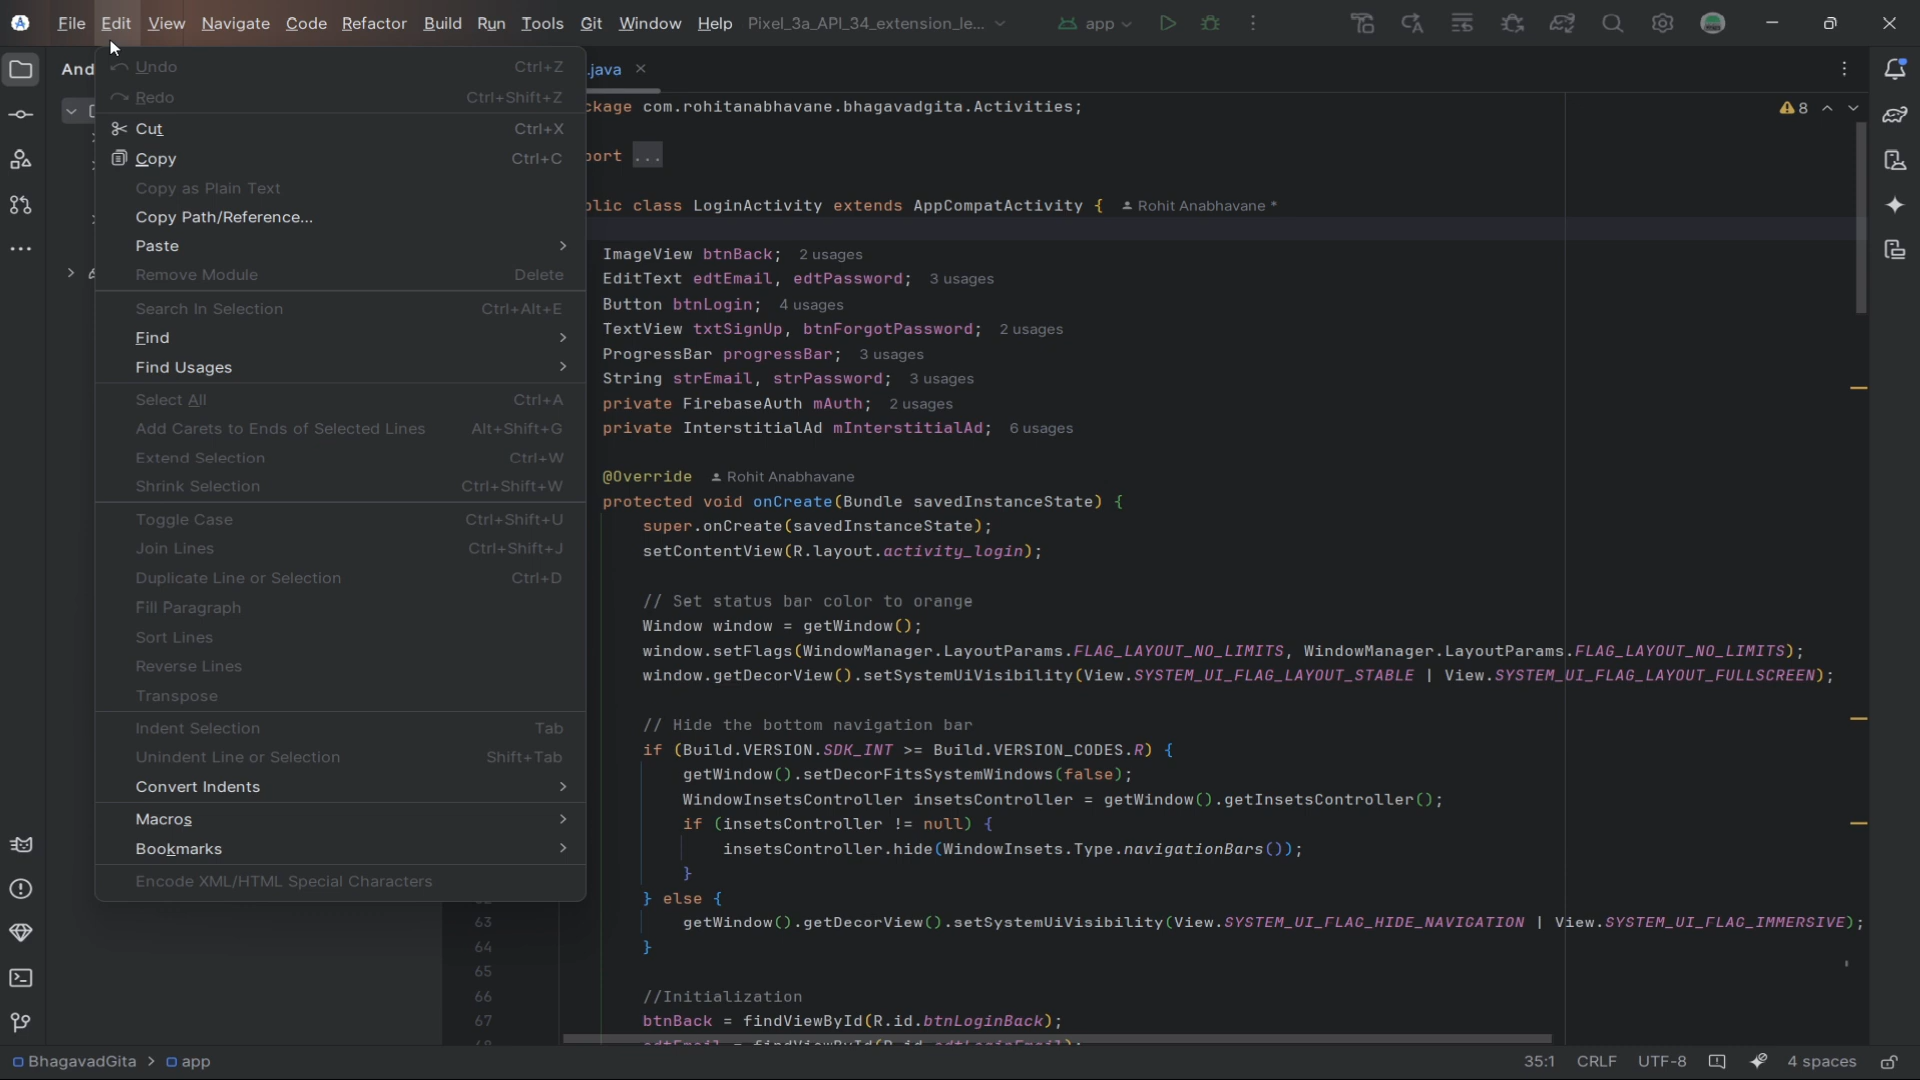 File Edit View Navigate Code Refactor Build Run Tools Git Window Help Pixel_3a_API_34_extension_le... app
And
.java
Undo Ctrl+Z
Redo Ctrl+Shift+Z
Cut Ctrl+X
Copy Ctrl+C
Copy as Plain Text
Copy Path/Reference...
Paste
Remove Module Delete
Search In Selection Ctrl+Alt+E
Find
Find Usages
Select All Ctrl+A
Add Carets to Ends of Selected Lines Alt+Shift+G
Extend Selection Ctrl+W
Shrink Selection Ctrl+Shift+W
Toggle Case Ctrl+Shift+U
Join Lines Ctrl+Shift+J
Duplicate Line or Selection Ctrl+D
Fill Paragraph
Sort Lines
Reverse Lines
Transpose
Indent Selection Tab
Unindent Line or Selection Shift+Tab
Convert Indents
Macros
Bookmarks
Encode XML/HTML Special Characters
8
ckage com.rohitanabhavane.bhagavadgita.Activities;
port ...
blic class LoginActivity extends AppCompatActivity { Rohit Anabhavane *
ImageView btnBack; 2 usages
EditText edtEmail, edtPassword; 3 usages
Button btnLogin; 4 usages
TextView txtSignUp, btnForgotPassword; 2 usages
ProgressBar progressBar; 3 usages
String strEmail, strPassword; 3 usages
private FirebaseAuth mAuth; 2 usages
private InterstitialAd mInterstitialAd; 6 usages
@Override Rohit Anabhavane
protected void onCreate(Bundle savedInstanceState) {
super.onCreate(savedInstanceState);
setContentView(R.layout.activity_login);
// Set status bar color to orange
Window window = getWindow();
window.setFlags(WindowManager.LayoutParams.FLAG_LAYOUT_NO_LIMITS, WindowManager.LayoutParams.FLAG_LAYOUT_NO_LIMITS);
window.getDecorView().setSystemUiVisibility(View.SYSTEM_UI_FLAG_LAYOUT_STABLE | View.SYSTEM_UI_FLAG_LAYOUT_FULLSCREEN);
// Hide the bottom navigation bar
if (Build.VERSION.SDK_INT >= Build.VERSION_CODES.R) {
getWindow().setDecorFitsSystemWindows(false);
WindowInsetsController insetsController = getWindow().getInsetsController();
if (insetsController != null) {
insetsController.hide(WindowInsets.Type.navigationBars());
}
} else {
63 getWindow().getDecorView().setSystemUiVisibility(View.SYSTEM_UI_FLAG_HIDE_NAVIGATION | View.SYSTEM_UI_FLAG_IMMERSIVE);
64 }
65
66 //Initialization
67 btnBack = findViewById(R.id.btnLoginBack);
BhagavadGita > app 35:1 CRLF UTF-8 4 spaces